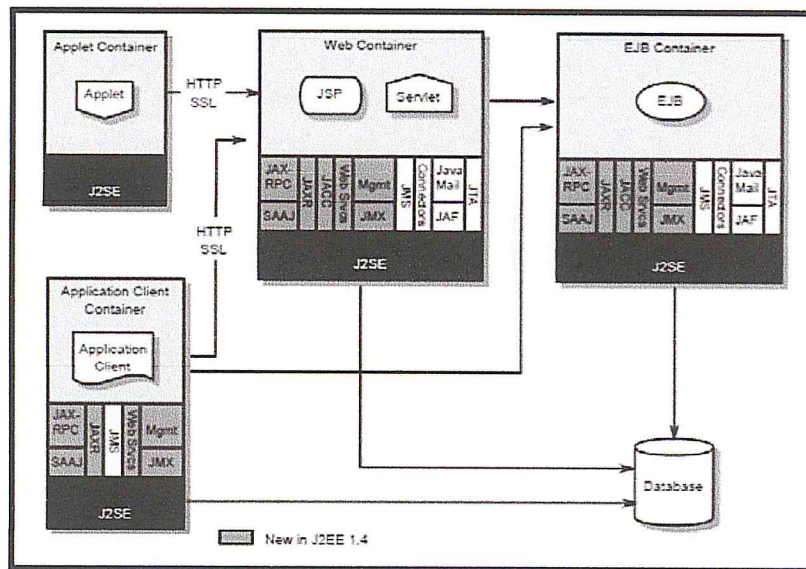 Applet Container
Applet
J2SE
HTTP
SSL
Web Container
JSP
Servlet
JAX-
RPC
SAAJ
JAXR
JACC
Web Srvcs
Mgmt
JMX
JMS
Connectors
Java
Mail
JAF
JTA
J2SE
EJB Container
EJB
JAX-
RPC
SAAJ
JAXR
JACC
Web Srvcs
Mgmt
JMX
JMS
Connectors
Java
Mail
JAF
JTA
J2SE
HTTP
SSL
Application Client
Container
Application
Client
JAX-
RPC
SAAJ
JAXR
JMS
Web Srvcs
Mgmt
JMX
J2SE
Database
New in J2EE 1.4